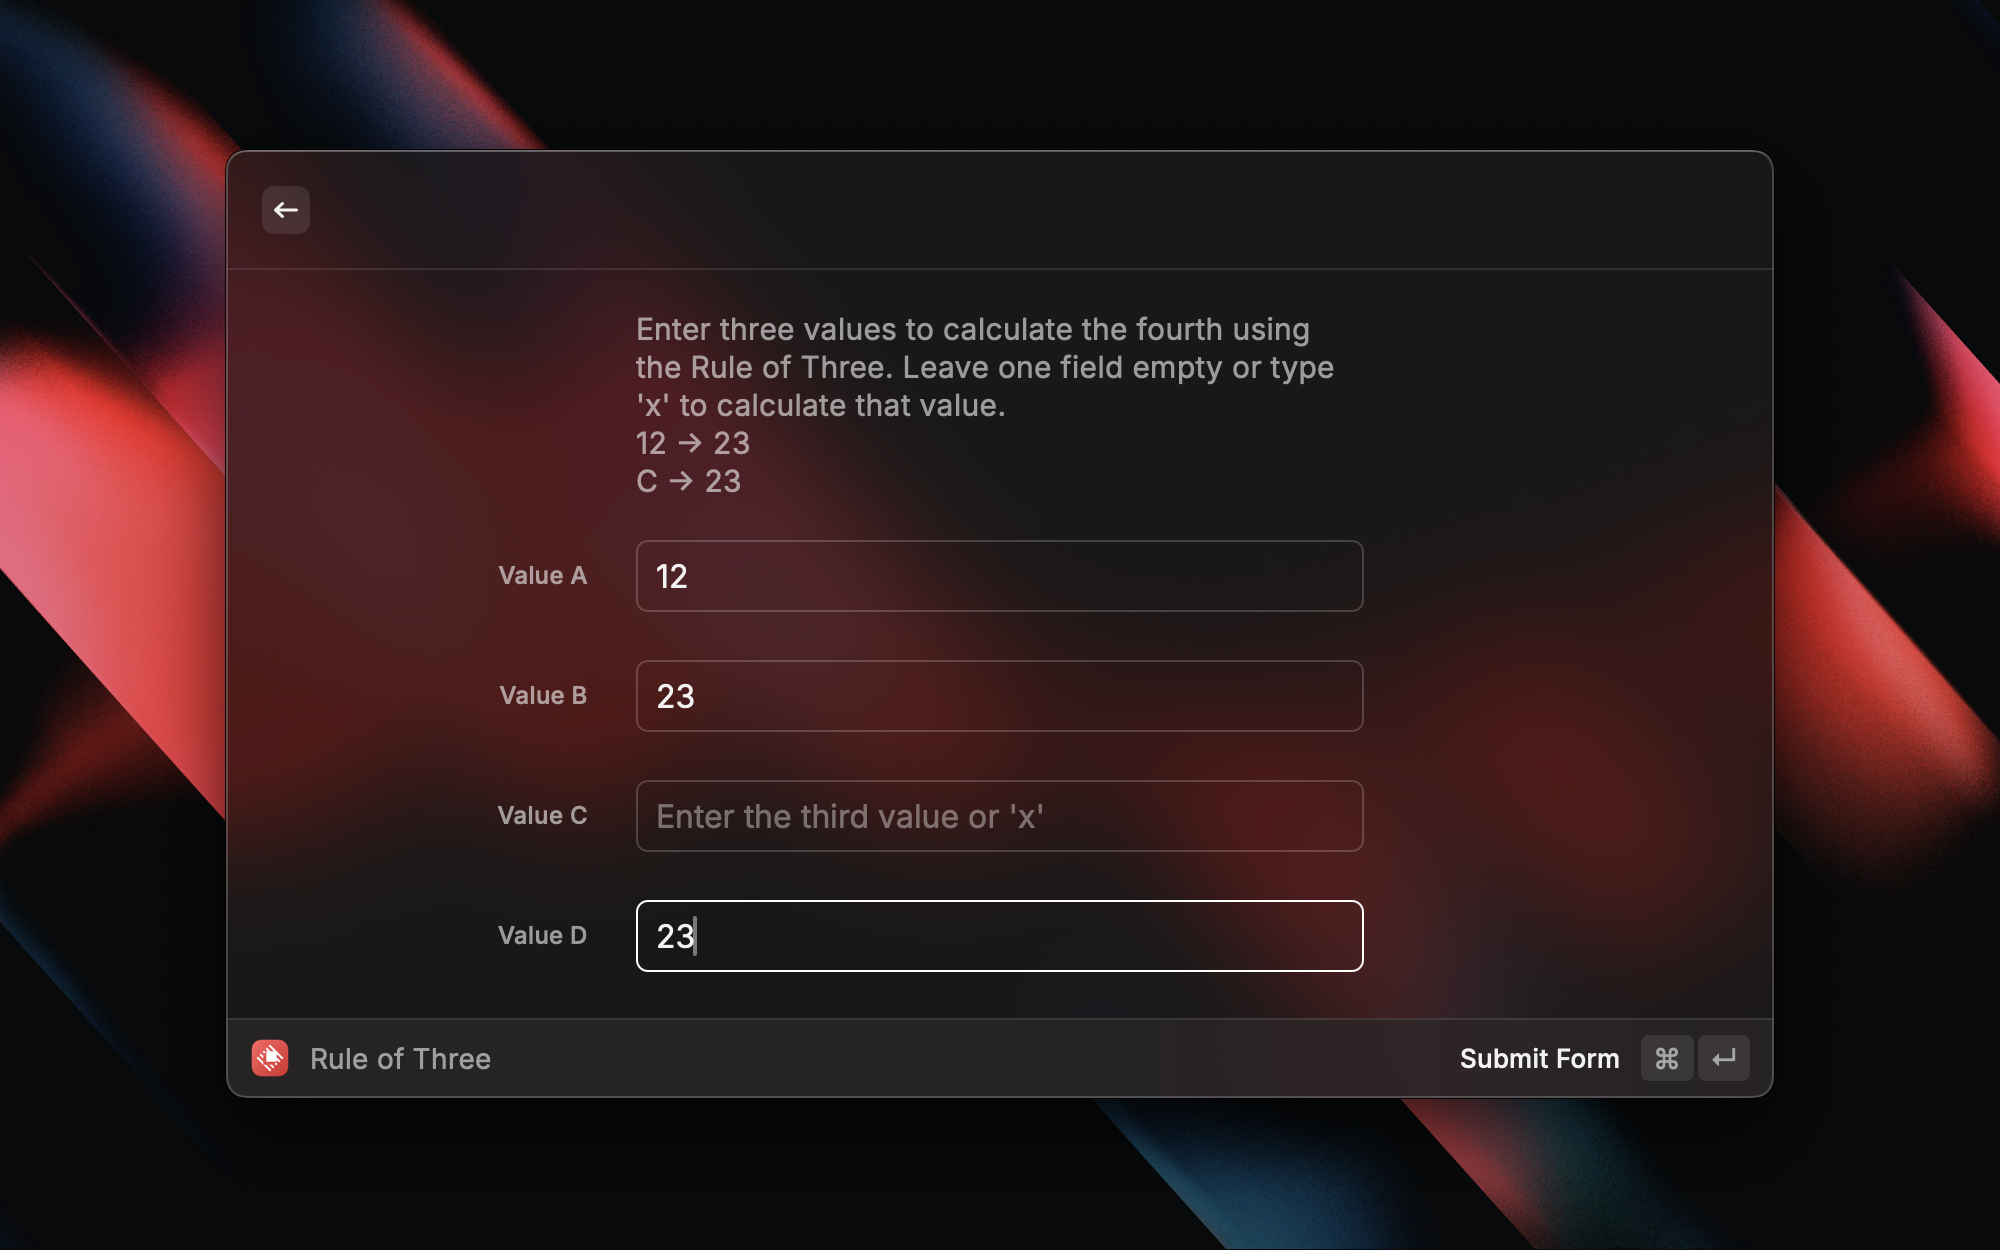 Enter three values to calculate the fourth using
the Rule of Three. Leave one field empty or type
'x' to calculate that value.
12 → 23
C → 23
Value A
12
Value B
23
Value C
Enter the third value or 'x'
Value D
23
Rule of Three
Submit Form ⌘ ↵